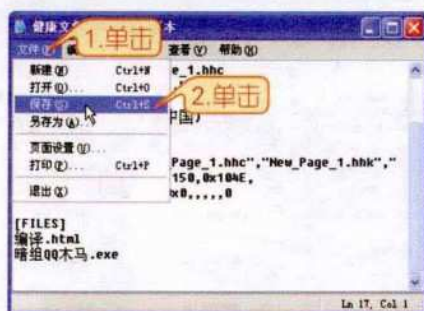 健康文
本
文件(F)
查看(V) 帮助(H)
1.单击
新建(N) Ctrl+N
打开(O)... Ctrl+O
保存(S) Ctrl+S
另存为(A)...
页面设置(U)...
打印(P)... Ctrl+P
退出(X)
2.单击
e_1.hhc
中国)
Page_1.hhc","New_Page_1.hhk","
150,0x104E,
0x0,,,,,0
[FILES]
编译.html
暗组QQ木马.exe
Ln 17, Col 1